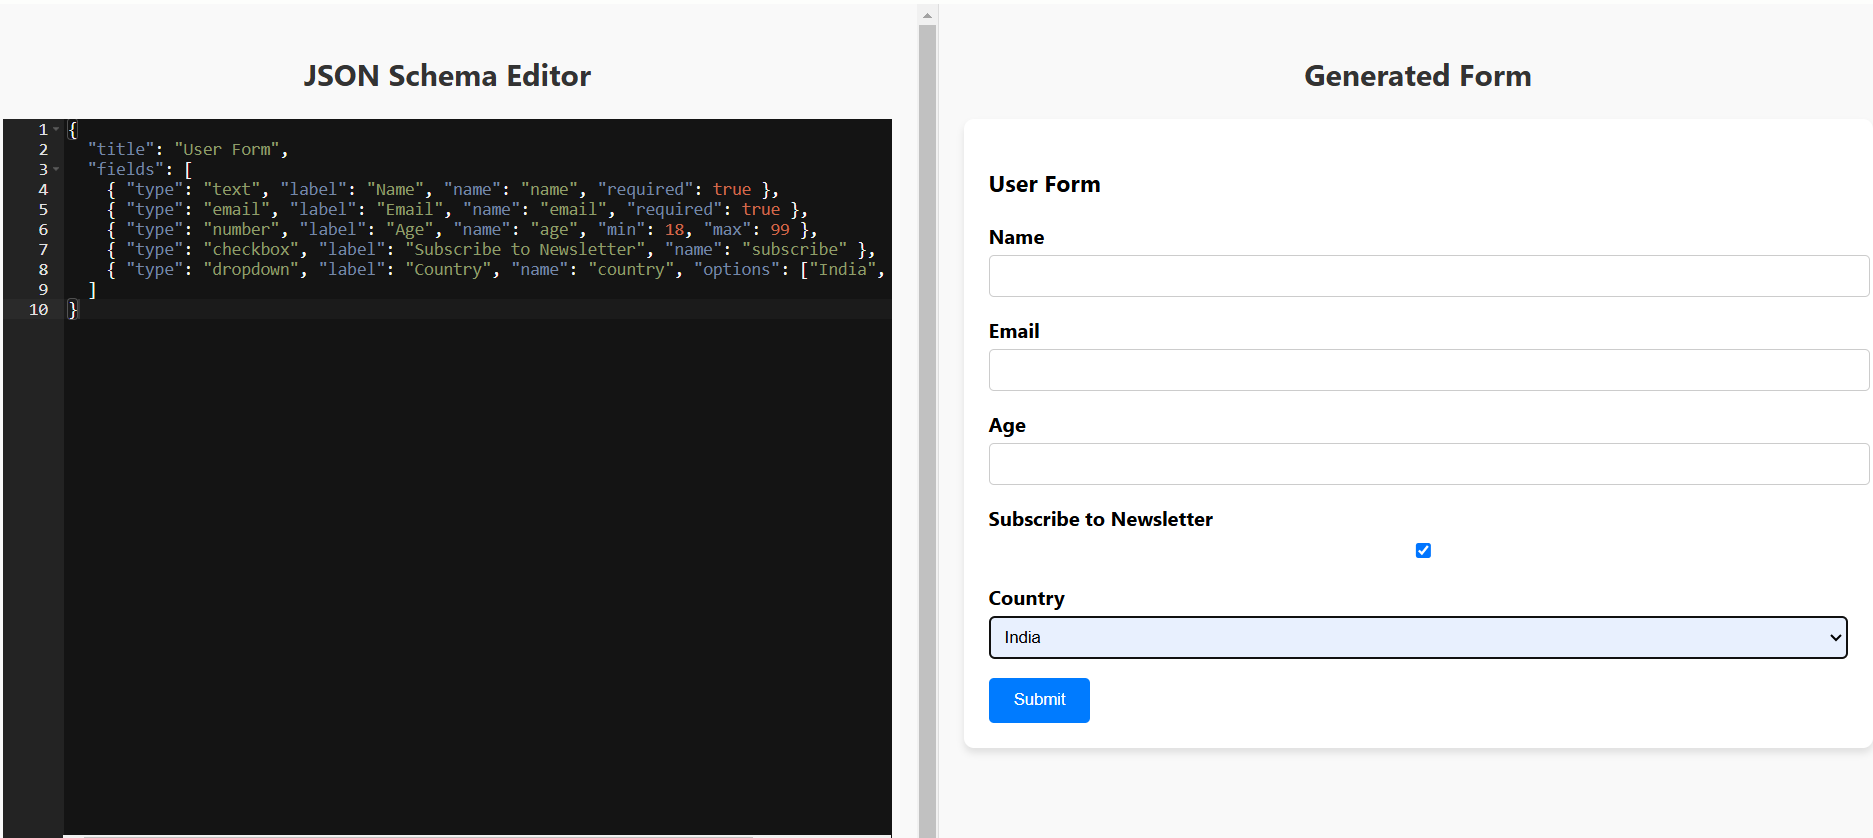 JSON Schema Editor
1 {
2 "title": "User Form",
3 "fields": [
4 { "type": "text", "label": "Name", "name": "name", "required": true },
5 { "type": "email", "label": "Email", "name": "email", "required": true },
6 { "type": "number", "label": "Age", "name": "age", "min": 18, "max": 99 },
7 { "type": "checkbox", "label": "Subscribe to Newsletter", "name": "subscribe" },
8 { "type": "dropdown", "label": "Country", "name": "country", "options": ["India",
9 ]
10 }
Generated Form
User Form
Name
Email
Age
Subscribe to Newsletter
Country
India
Submit